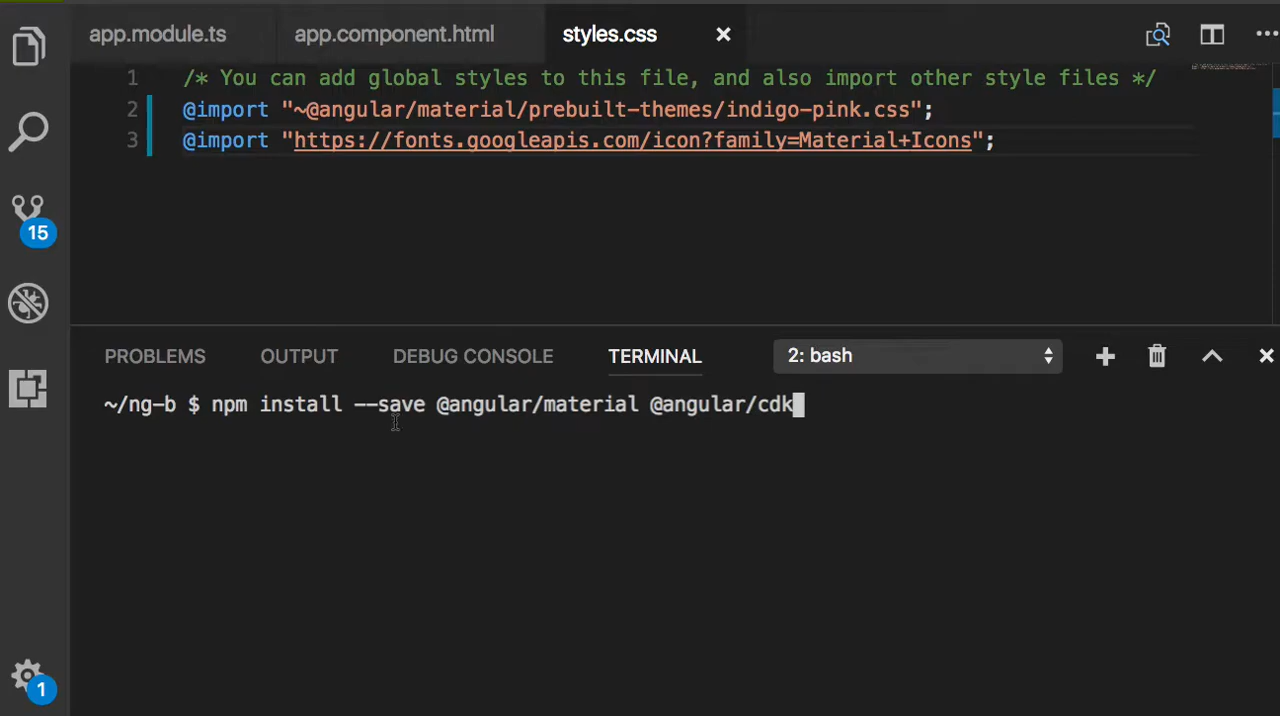 app.module.ts app.component.html styles.css
1 /* You can add global styles to this file, and also import other style files */
2 @import "~@angular/material/prebuilt-themes/indigo-pink.css";
3 @import "https://fonts.googleapis.com/icon?family=Material+Icons";
15
PROBLEMS OUTPUT DEBUG CONSOLE TERMINAL 2: bash
~/ng-b $ npm install --save @angular/material @angular/cdk
1